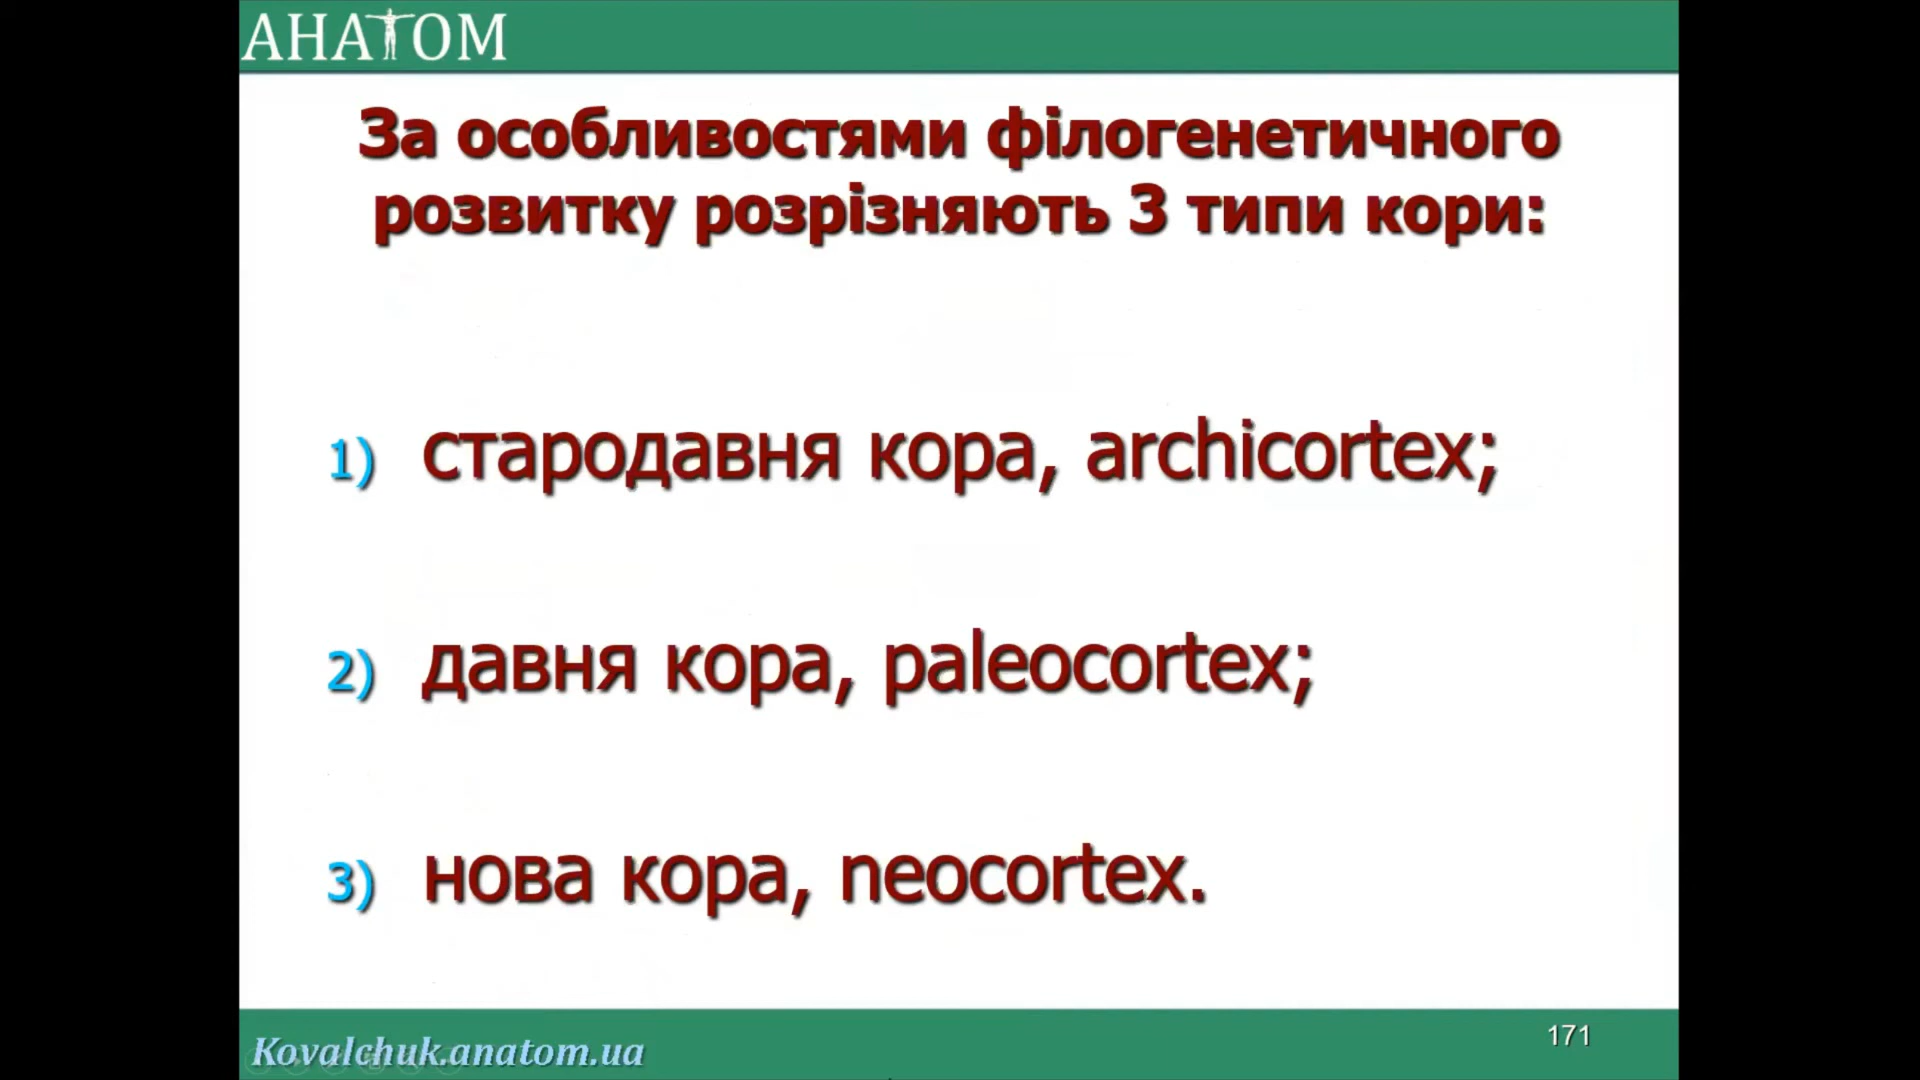 АНАТОМ
За особливостями філогенетичного
розвитку розрізняють 3 типи кори:
1) стародавня кора, archicortex;
2) давня кора, paleocortex;
3) нова кора, neocortex.
Kovalchuk.anatom.ua
171